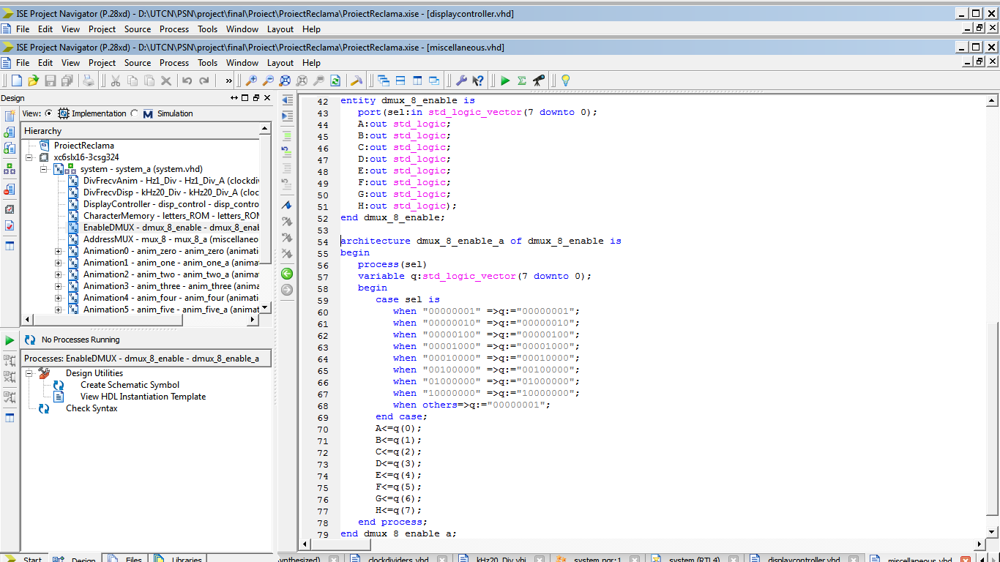 ISE Project Navigator (P.28xd) - D:\UTCN\PSN\project\final\Proiect\ProiectReclama\ProiectReclama.xise - [displaycontroller.vhd]
File Edit View Project Source Process Tools Window Layout Help
ISE Project Navigator (P.28xd) - D:\UTCN\PSN\project\final\Proiect\ProiectReclama\ProiectReclama.xise - [miscellaneous.vhd]
File Edit View Project Source Process Tools Window Layout Help
Design
View: Implementation Simulation
Hierarchy
ProiectReclama
xc6slx16-3csg324
system - system_a (system.vhd)
DivFrecvAnim - Hz1_Div - Hz1_Div_A (clockdiv
DivFrecvDisp - kHz20_Div - kHz20_Div_A (cloc
DisplayController - disp_control - disp_contro
CharacterMemory - letters_ROM - letters_ROM
EnableDMUX - dmux_8_enable - dmux_8_enab
AddressMUX - mux_8 - mux_8_a (miscellaneo
Animation0 - anim_zero - anim_zero (animati
Animation1 - anim_one - anim_one_a (anima
Animation2 - anim_two - anim_two_a (animat
Animation3 - anim_three - anim_three (animat
Animation4 - anim_four - anim_four (animati
Animation5 - anim_five - anim_five_a (animat
No Processes Running
Processes: EnableDMUX - dmux_8_enable - dmux_8_enable_a
Design Utilities
Create Schematic Symbol
View HDL Instantiation Template
Check Syntax
Start Design Files Libraries
42 entity dmux_8_enable is
43 port(sel:in std_logic_vector(7 downto 0);
44 A:out std_logic;
45 B:out std_logic;
46 C:out std_logic;
47 D:out std_logic;
48 E:out std_logic;
49 F:out std_logic;
50 G:out std_logic;
51 H:out std_logic);
52 end dmux_8_enable;
53
54 architecture dmux_8_enable_a of dmux_8_enable is
55 begin
56 process(sel)
57 variable q:std_logic_vector(7 downto 0);
58 begin
59 case sel is
60 when "00000001" =>q:="00000001";
61 when "00000010" =>q:="00000010";
62 when "00000100" =>q:="00000100";
63 when "00001000" =>q:="00001000";
64 when "00010000" =>q:="00010000";
65 when "00100000" =>q:="00100000";
66 when "01000000" =>q:="01000000";
67 when "10000000" =>q:="10000000";
68 when others=>q:="00000001";
69 end case;
70 A<=q(0);
71 B<=q(1);
72 C<=q(2);
73 D<=q(3);
74 E<=q(4);
75 F<=q(5);
76 G<=q(6);
77 H<=q(7);
78 end process;
79 end dmux_8_enable_a;
ynthesized) clockdividers.vhd kHz20_Div.vhi system.ngr:1 system (RTL4) displaycontroller.vhd miscellaneous.vhd